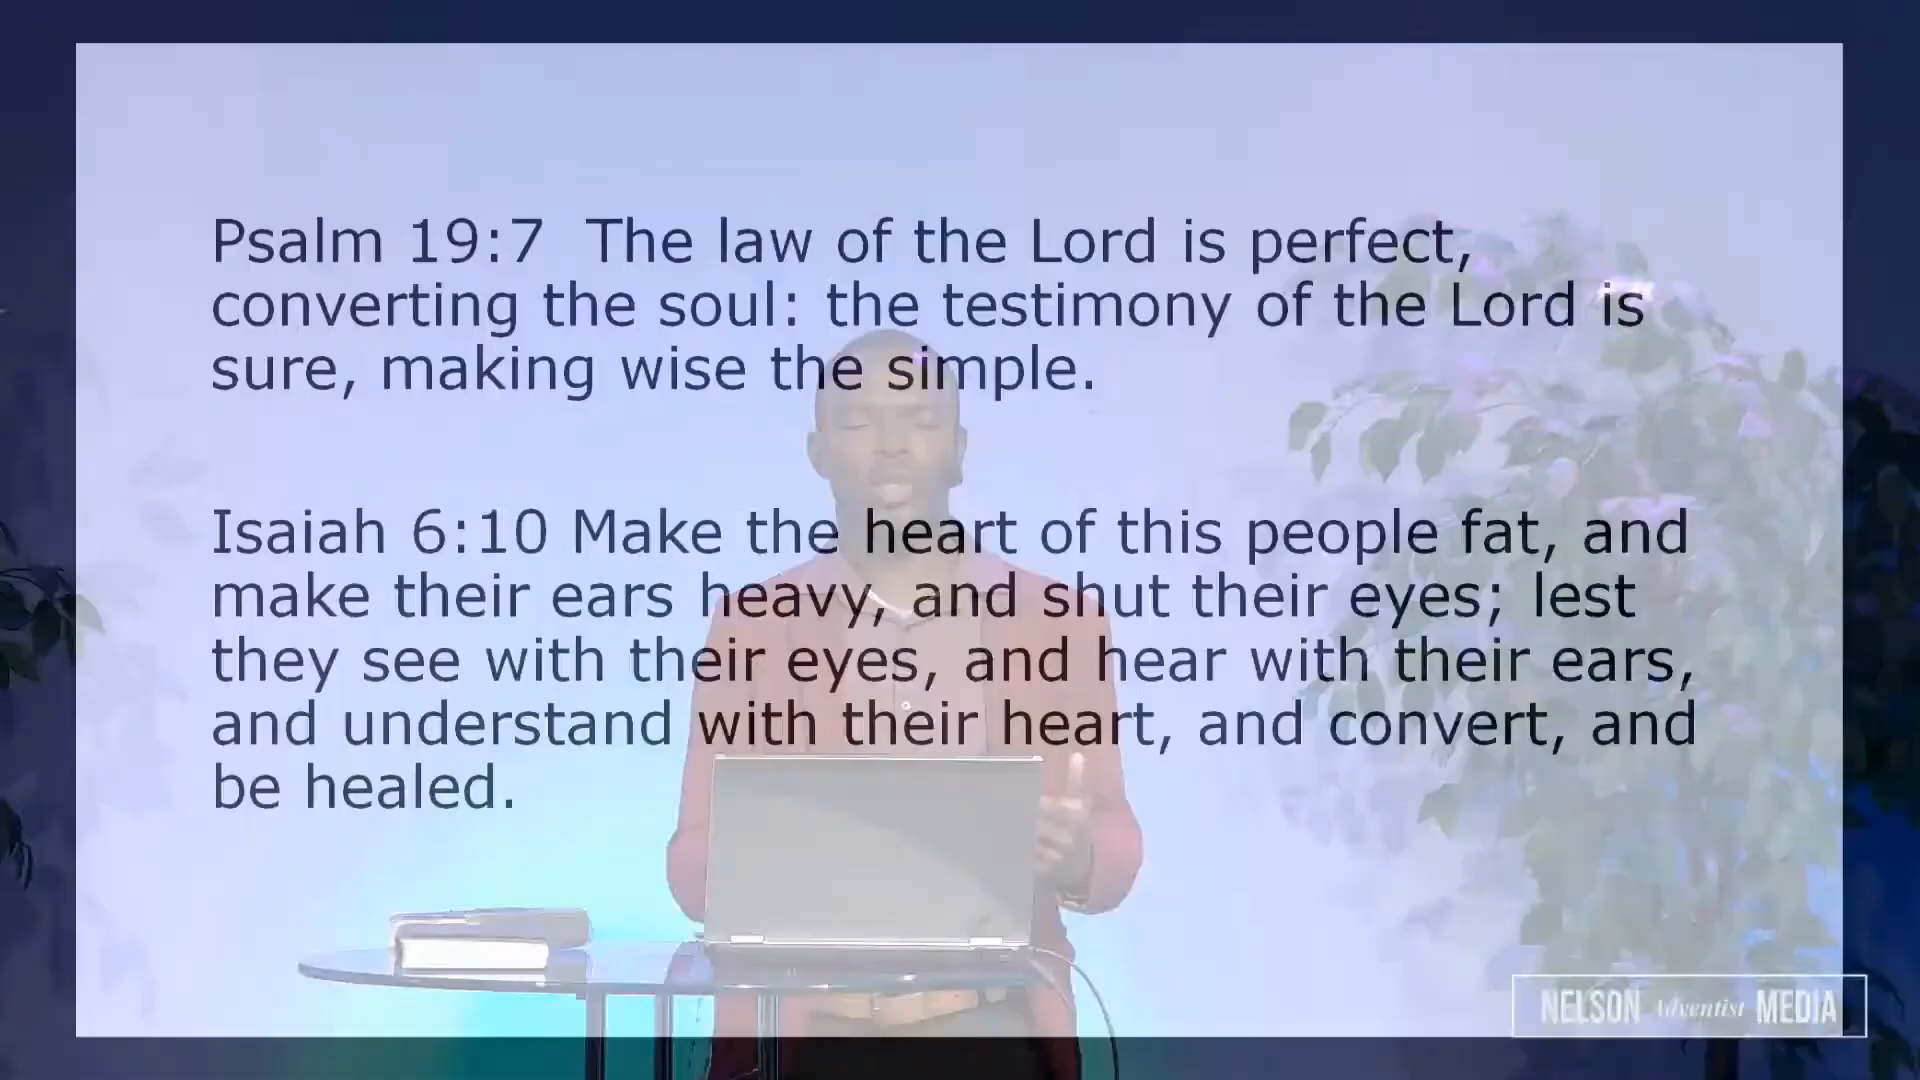 Psalm 19:7  The law of the Lord is perfect,
converting the soul: the testimony of the Lord is
sure, making wise the simple.
Isaiah 6:10 Make the heart of this people fat, and
make their ears heavy, and shut their eyes; lest
they see with their eyes, and hear with their ears,
and understand with their heart, and convert, and
be healed.
NELSON Adventist MEDIA